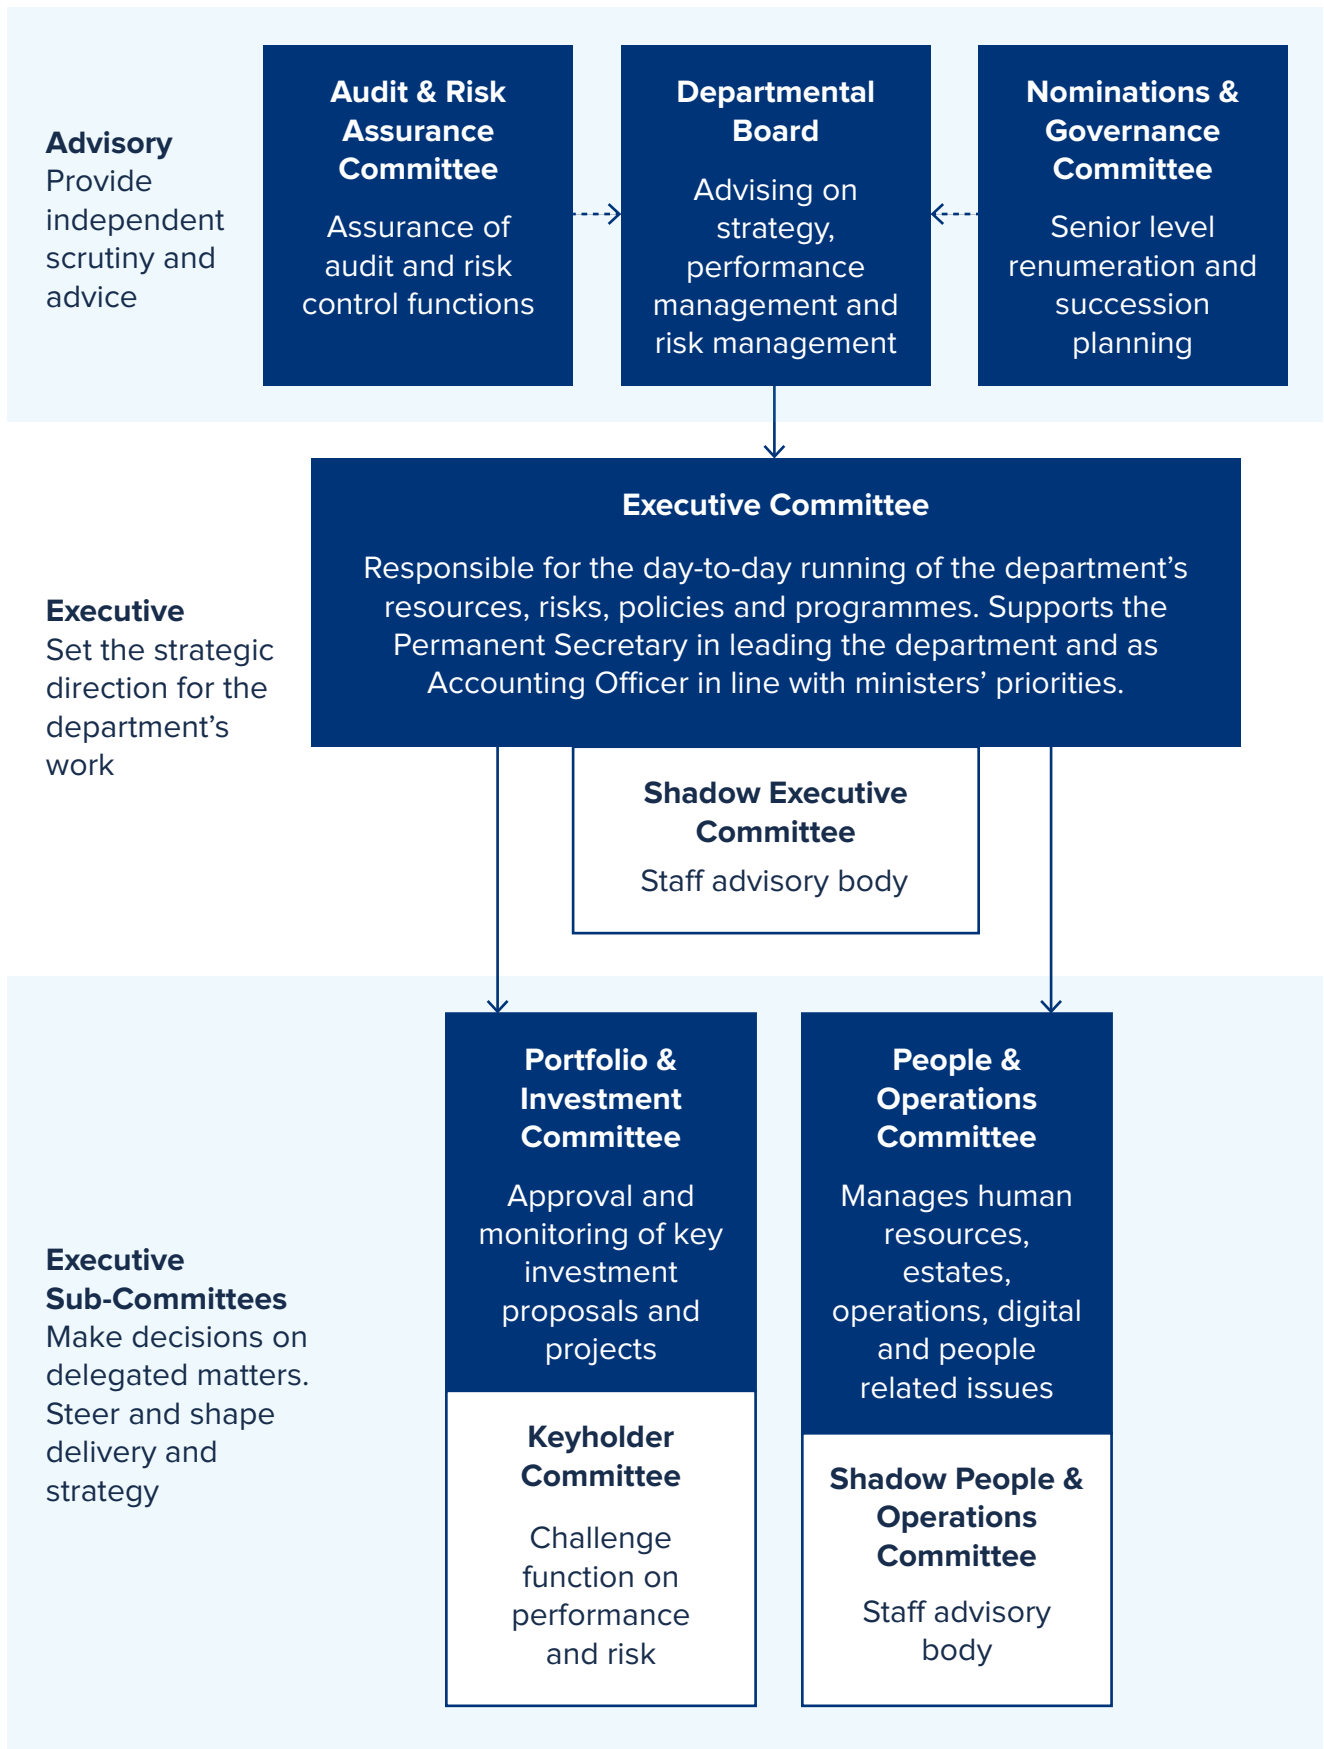 Advisory
Provide
independent
scrutiny and
advice
Audit & Risk
Assurance
Committee
Assurance of
audit and risk
control functions
Departmental
Board
Advising on
strategy,
performance
management and
risk management
Nominations &
Governance
Committee
Senior level
renumeration and
succession
planning
Executive
Set the strategic
direction for the
department’s
work
Executive Committee
Responsible for the day-to-day running of the department’s
resources, risks, policies and programmes. Supports the
Permanent Secretary in leading the department and as
Accounting Officer in line with ministers’ priorities.
Shadow Executive
Committee
Staff advisory body
Executive
Sub-Committees
Make decisions on
delegated matters.
Steer and shape
delivery and
strategy
Portfolio &
Investment
Committee
Approval and
monitoring of key
investment
proposals and
projects
Keyholder
Committee
Challenge
function on
performance
and risk
People &
Operations
Committee
Manages human
resources,
estates,
operations, digital
and people
related issues
Shadow People &
Operations
Committee
Staff advisory
body